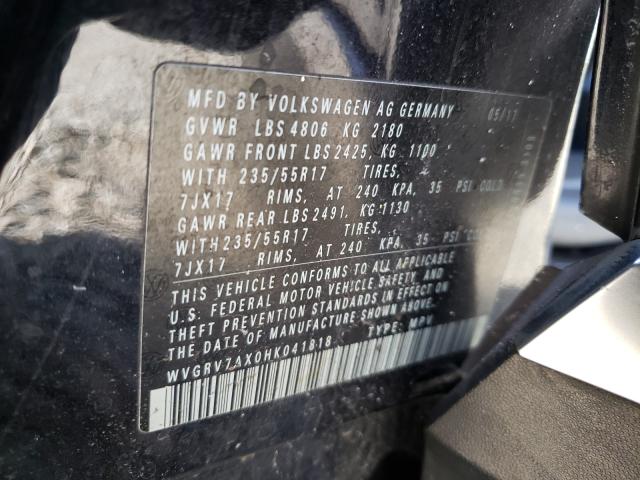 MFD BY VOLKSWAGEN AG GERMANY 05/17
GVWR LBS 4806 KG 2180
GAWR FRONT LBS 2425, KG 1100
WITH 235/55R17 TIRES,
7JX17 RIMS, AT 240 KPA, 35 PSI COLD
GAWR REAR LBS 2491, KG 1130
WITH 235/55R17 TIRES,
7JX17 RIMS, AT 240 KPA, 35 PSI COLD
THIS VEHICLE CONFORMS TO ALL APPLICABLE
U.S. FEDERAL MOTOR VEHICLE SAFETY, AND
THEFT PREVENTION STANDARDS IN EFFECT ON
THE DATE OF MANUFACTURE SHOWN ABOVE.
WVGRV7AX0HK041818 TYPE: MPV